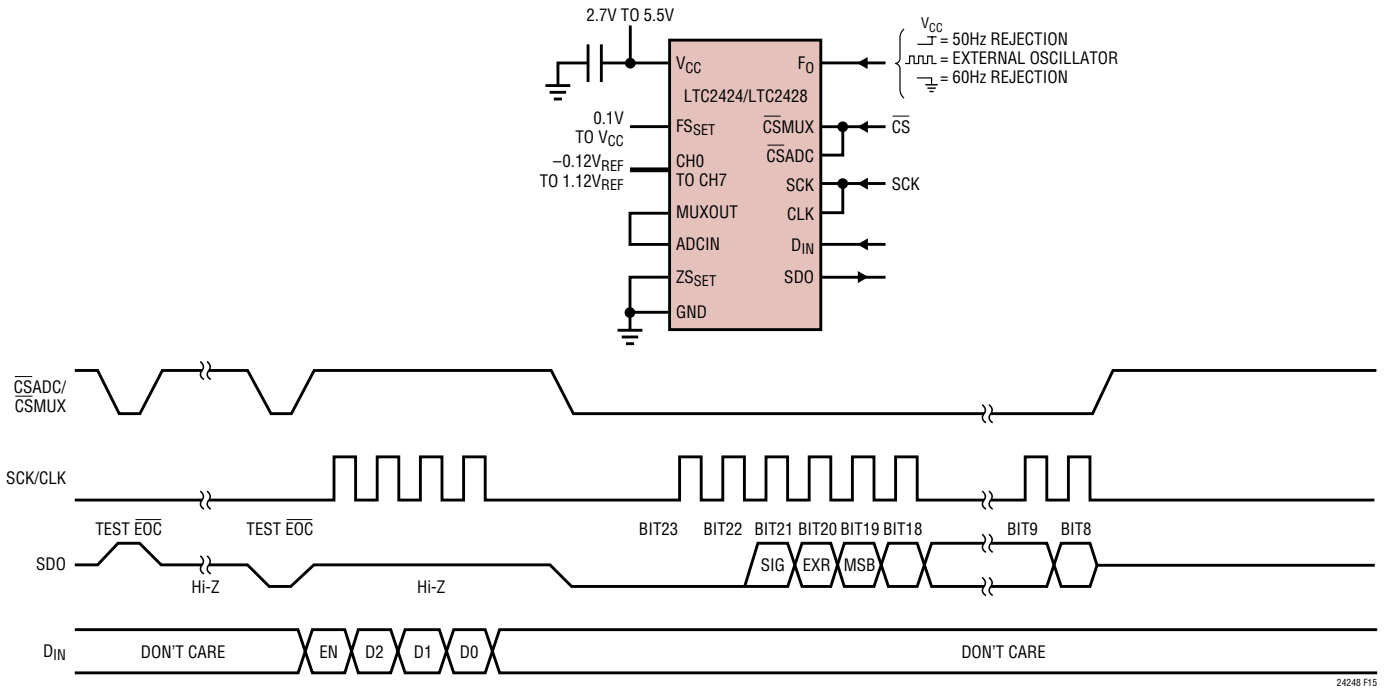 2.7V TO 5.5V
VCC
= 50Hz REJECTION
= EXTERNAL OSCILLATOR
= 60Hz REJECTION
VCC
FO
LTC2424/LTC2428
0.1V
TO VCC
FSSET
CSMUX
CS
CSADC
–0.12VREF
TO 1.12VREF
CH0
TO CH7
SCK
SCK
CLK
MUXOUT
ADCIN
DIN
ZSSET
SDO
GND
CSADC/
CSMUX
SCK/CLK
TEST EOC
TEST EOC
BIT23
BIT22
BIT21
BIT20
BIT19
BIT18
BIT9
BIT8
SDO
SIG
EXR
MSB
Hi-Z
Hi-Z
DIN
DON'T CARE
EN
D2
D1
D0
DON'T CARE
24248 F15